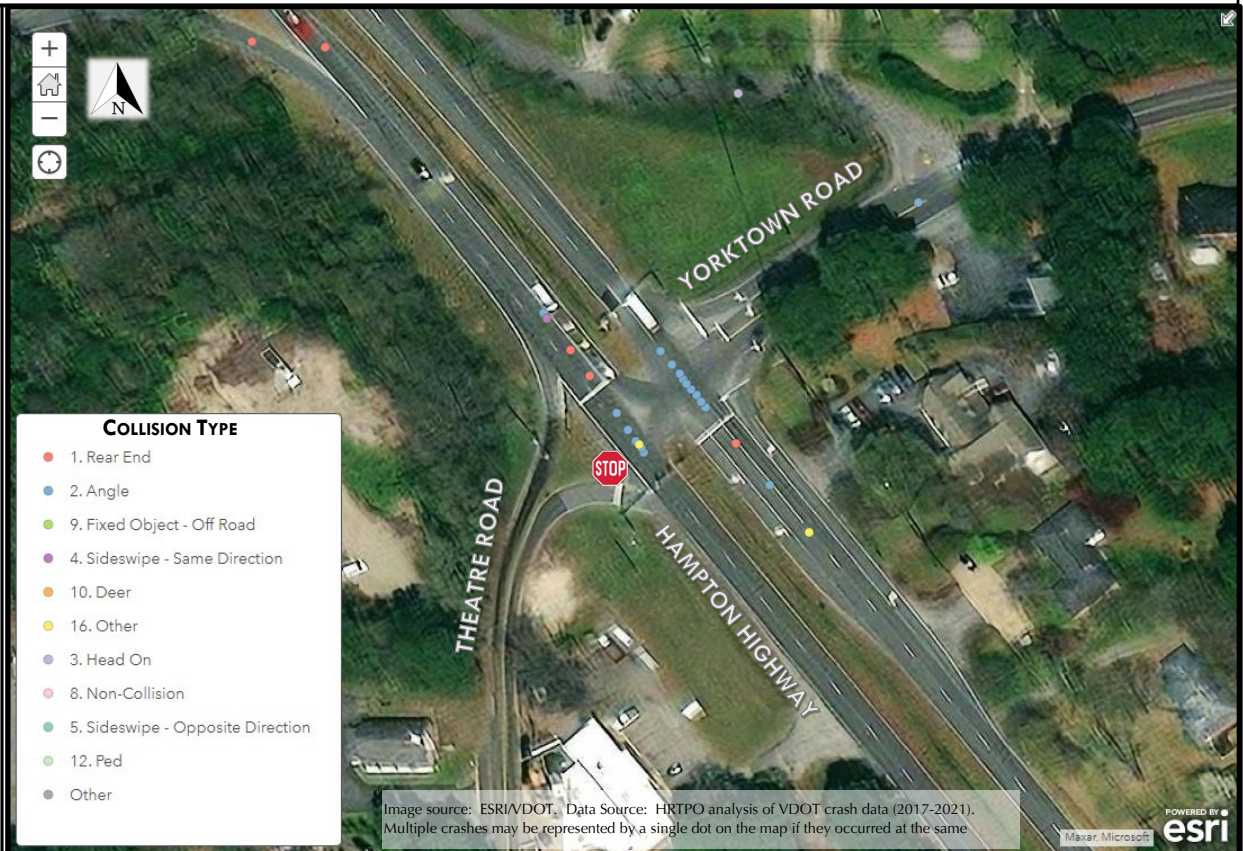 +
N
−
YORKTOWN ROAD
COLLISION TYPE
1. Rear End
2. Angle
9. Fixed Object - Off Road
4. Sideswipe - Same Direction
10. Deer
16. Other
3. Head On
8. Non-Collision
5. Sideswipe - Opposite Direction
12. Ped
Other
STOP
THEATRE ROAD
HAMPTON HIGHWAY
Image source: ESRI/VDOT. Data Source: HRTPO analysis of VDOT crash data (2017-2021).
Multiple crashes may be represented by a single dot on the map if they occurred at the same
Maxar, Microsoft
POWERED BY
esri